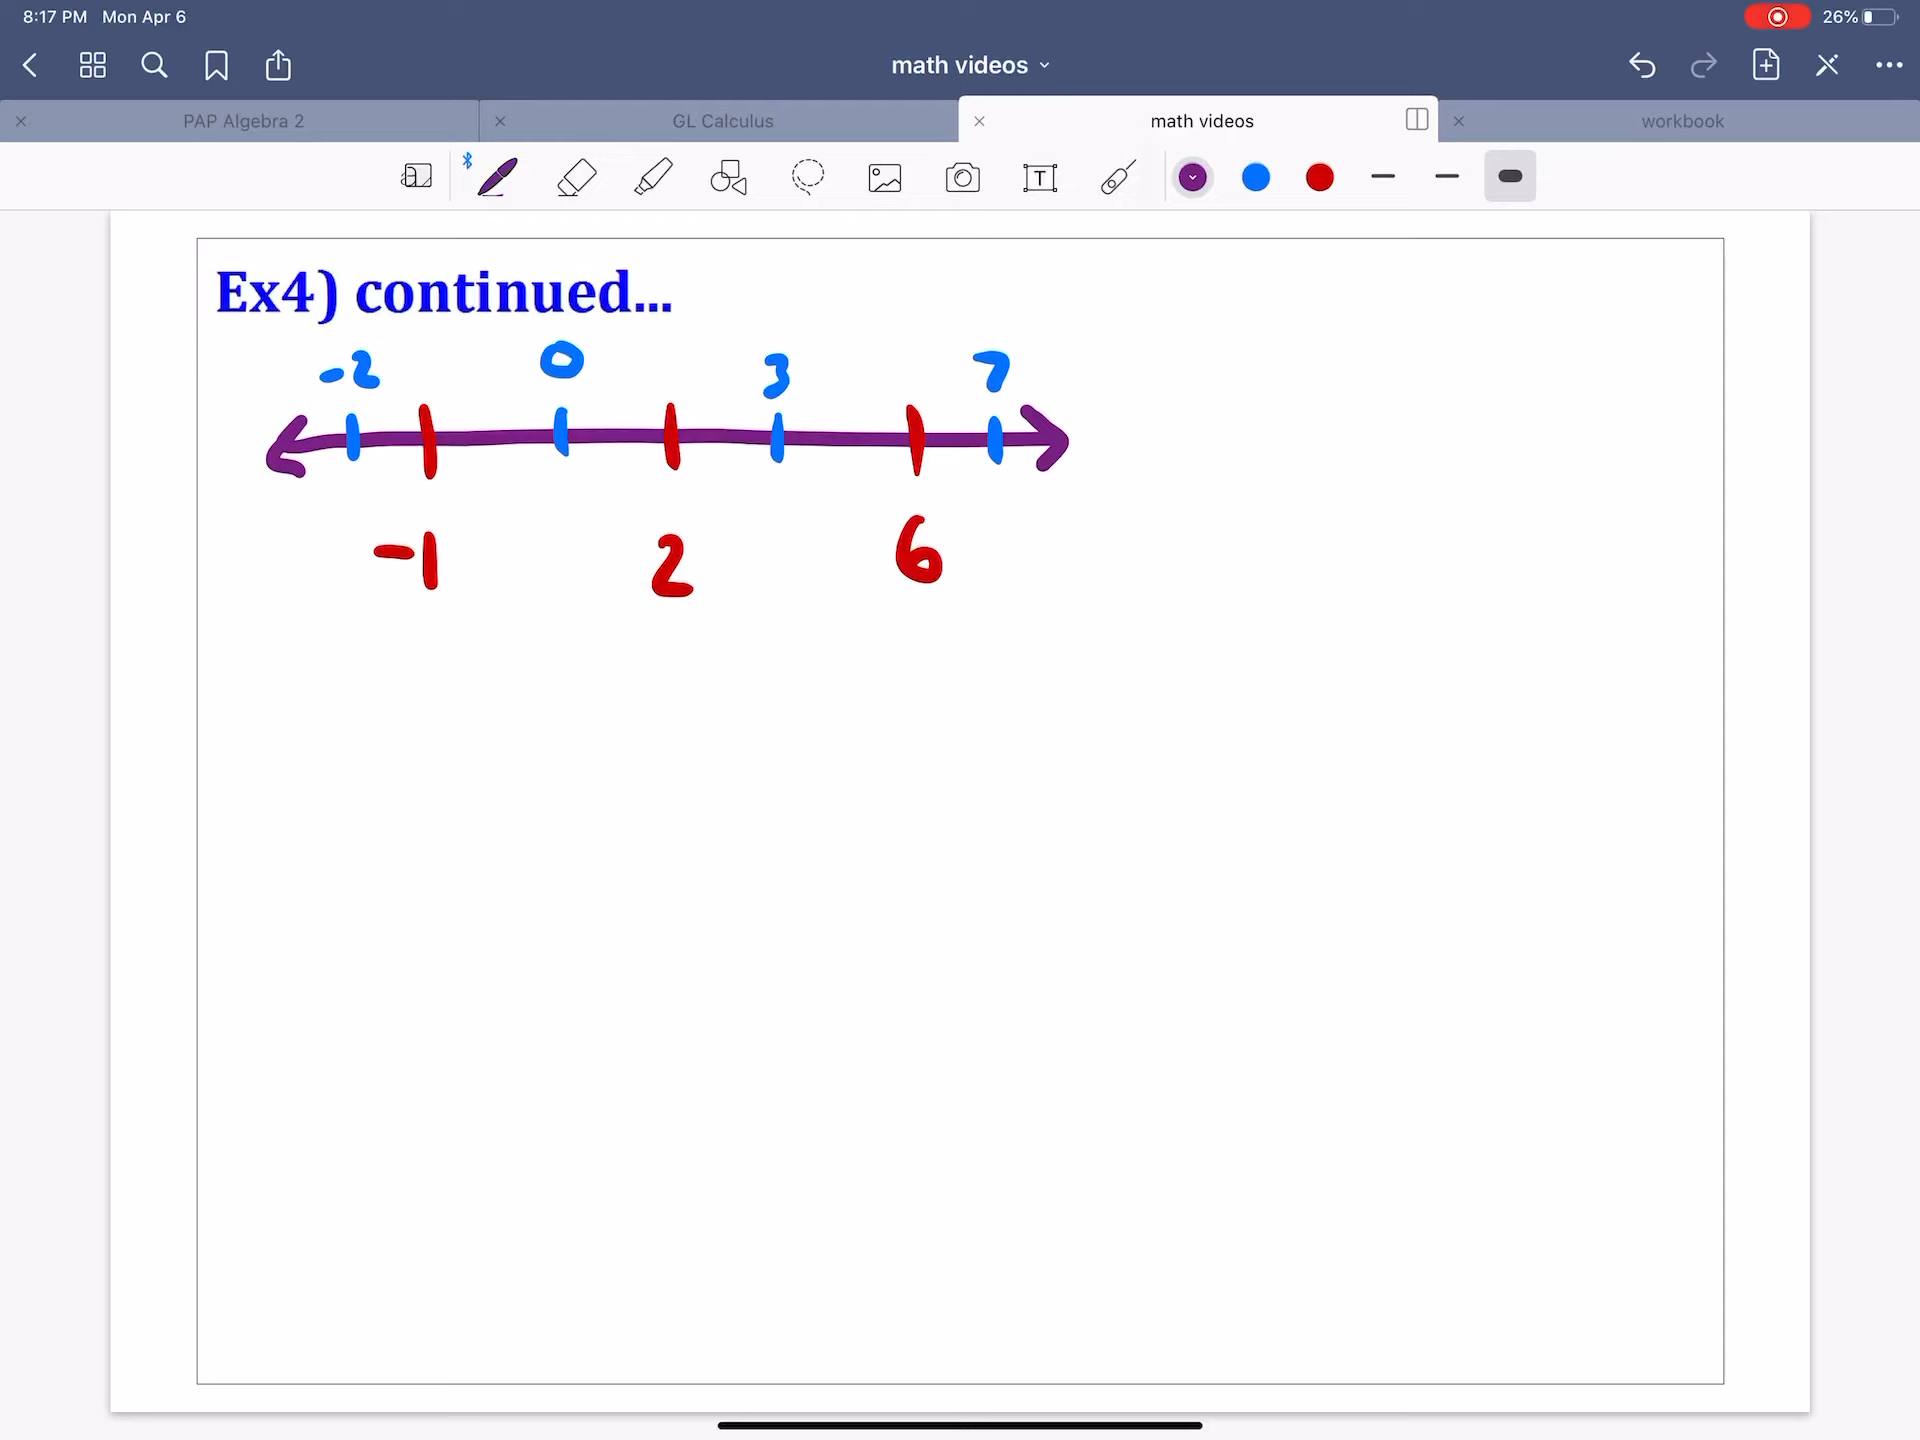 8:17 PM Mon Apr 6
26%
math videos
PAP Algebra 2
GL Calculus
math videos
workbook
T
Ex4) continued...
-2 0 3 7
-1 2 6